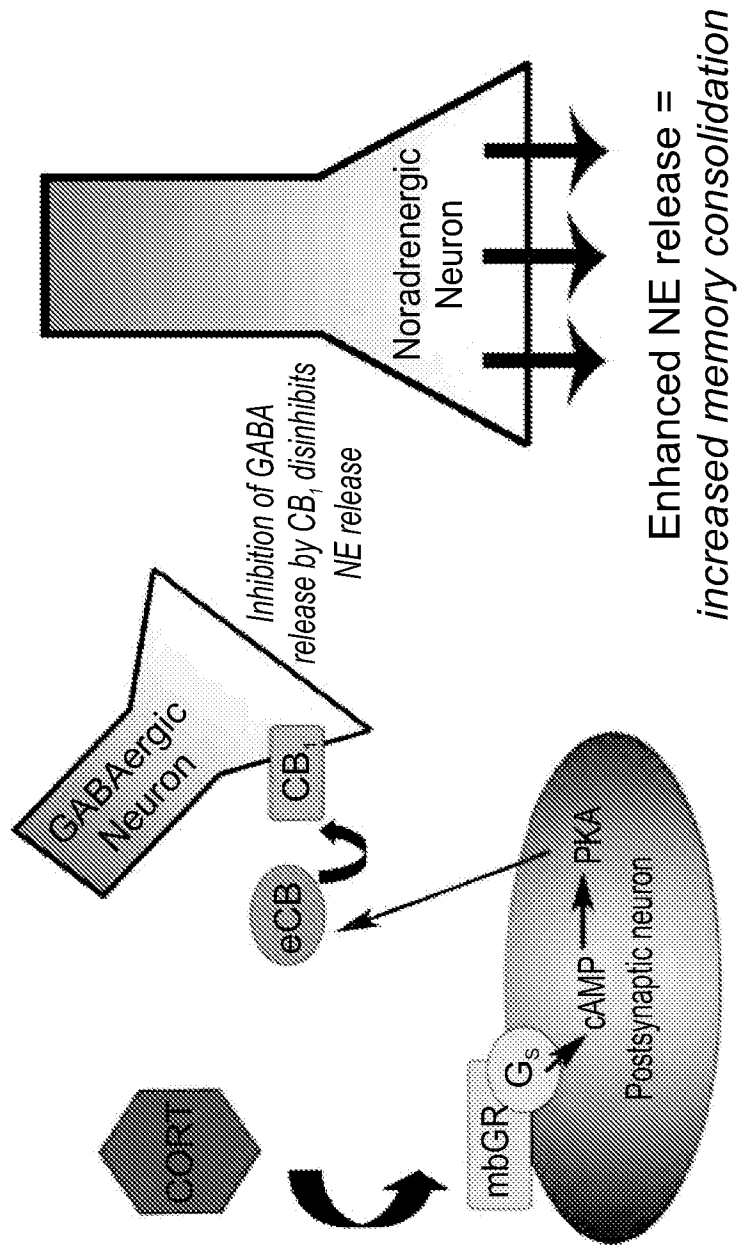 CORT
mbGR
Gs
cAMP
PKA
Postsynaptic neuron
eCB
CB1
GABAergic
Neuron
Inhibition of GABA
release by CB1 disinhibits
NE release
Noradrenergic
Neuron
Enhanced NE release =
increased memory consolidation